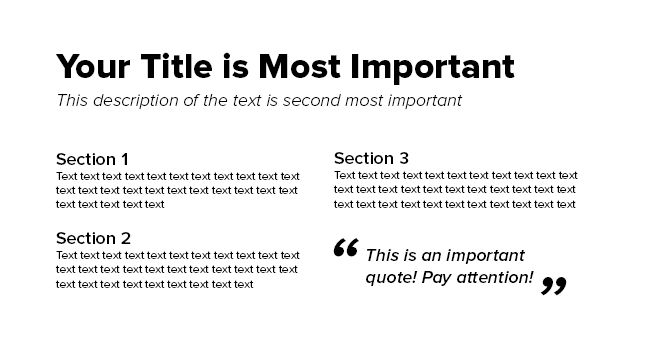 Your Title is Most Important
This description of the text is second most important
Section 1
Text text text text text text text text text text text
text text text text text text text text text text text
text text text text text
Section 2
Text text text text text text text text text text text
text text text text text text text text text text text
text text text text text text text text text
Section 3
Text text text text text text text text text text text
text text text text text text text text text text text
text text text text text text text text text text text
“ This is an important
quote! Pay attention! ”